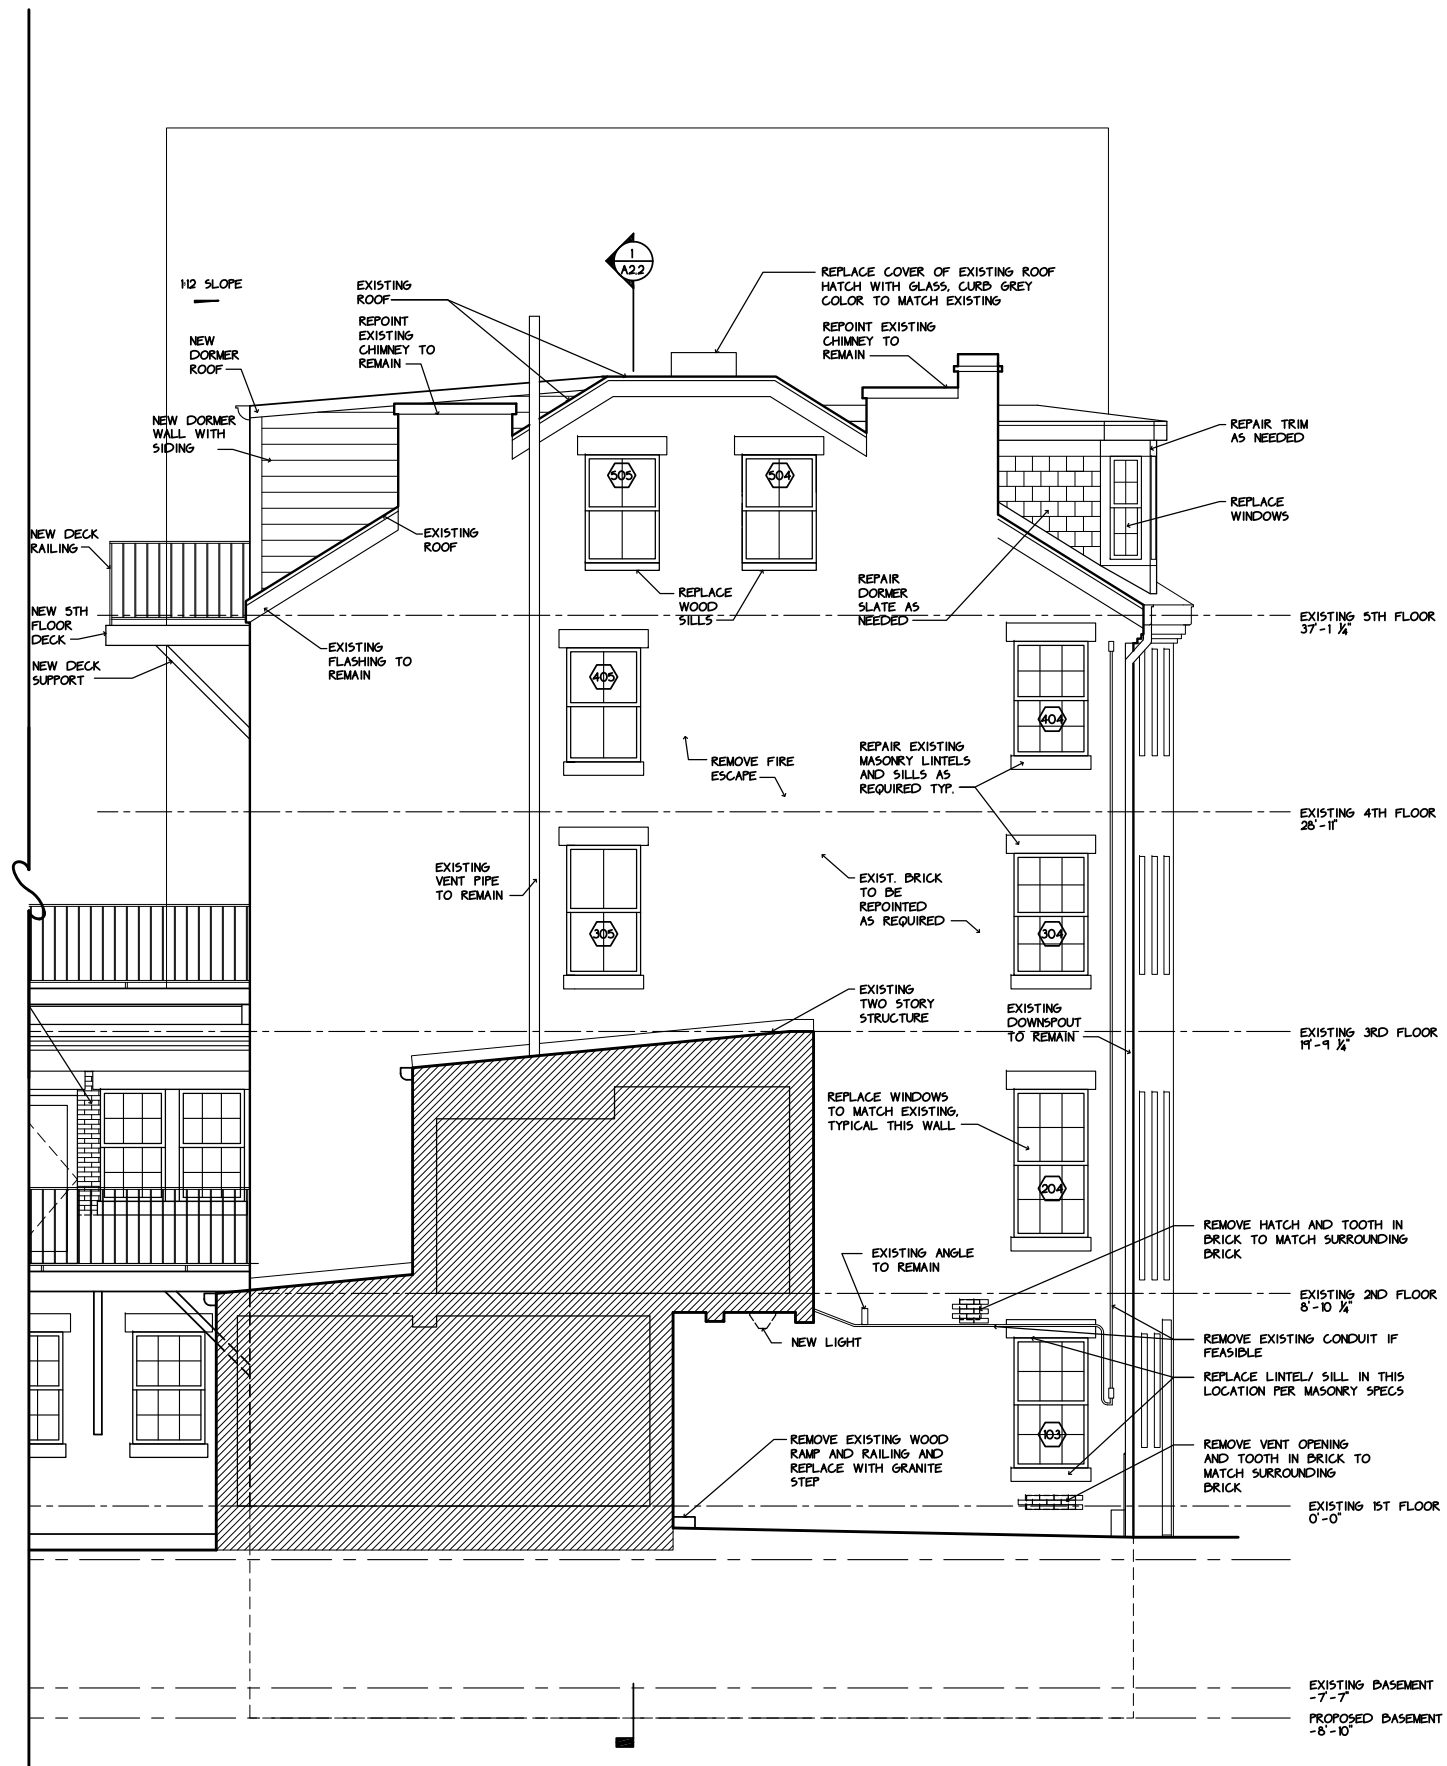 1
A2.2
1:12 SLOPE
EXISTING
ROOF
REPLACE COVER OF EXISTING ROOF
HATCH WITH GLASS, CURB GREY
COLOR TO MATCH EXISTING
NEW
DORMER
ROOF
REPOINT
EXISTING
CHIMNEY TO
REMAIN
REPOINT EXISTING
CHIMNEY TO
REMAIN
NEW DORMER
WALL WITH
SIDING
REPAIR TRIM
AS NEEDED
505
504
REPLACE
WINDOWS
NEW DECK
RAILING
EXISTING
ROOF
REPLACE
WOOD
SILLS
REPAIR
DORMER
SLATE AS
NEEDED
NEW 5TH
FLOOR
DECK
EXISTING 5TH FLOOR
37'-1 1/4"
NEW DECK
SUPPORT
EXISTING
FLASHING TO
REMAIN
405
404
REMOVE FIRE
ESCAPE
REPAIR EXISTING
MASONRY LINTELS
AND SILLS AS
REQUIRED TYP.
EXISTING 4TH FLOOR
28'-11"
EXISTING
VENT PIPE
TO REMAIN
EXIST. BRICK
TO BE
REPOINTED
AS REQUIRED
305
304
EXISTING
TWO STORY
STRUCTURE
EXISTING
DOWNSPOUT
TO REMAIN
EXISTING 3RD FLOOR
19'-9 1/4"
REPLACE WINDOWS
TO MATCH EXISTING,
TYPICAL THIS WALL
204
REMOVE HATCH AND TOOTH IN
BRICK TO MATCH SURROUNDING
BRICK
EXISTING ANGLE
TO REMAIN
EXISTING 2ND FLOOR
8'-10 1/4"
NEW LIGHT
REMOVE EXISTING CONDUIT IF
FEASIBLE
REPLACE LINTEL/ SILL IN THIS
LOCATION PER MASONRY SPECS
103
REMOVE EXISTING WOOD
RAMP AND RAILING AND
REPLACE WITH GRANITE
STEP
REMOVE VENT OPENING
AND TOOTH IN BRICK TO
MATCH SURROUNDING
BRICK
EXISTING 1ST FLOOR
0'-0"
EXISTING BASEMENT
-7'-7"
PROPOSED BASEMENT
-8'-10"